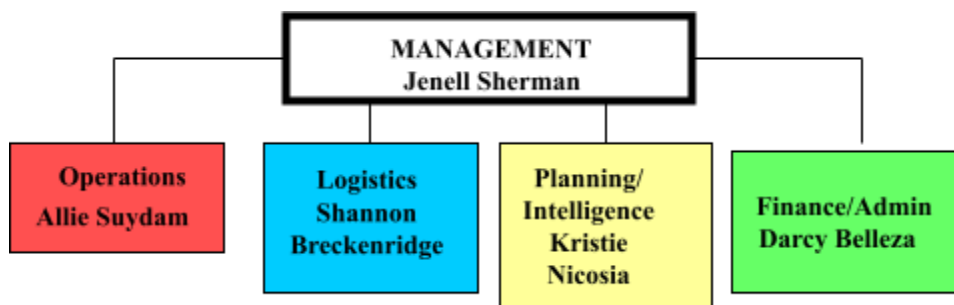 MANAGEMENT
Jenell Sherman
Operations
Allie Suydam
Logistics
Shannon
Breckenridge
Planning/
Intelligence
Kristie
Nicosia
Finance/Admin
Darcy Belleza